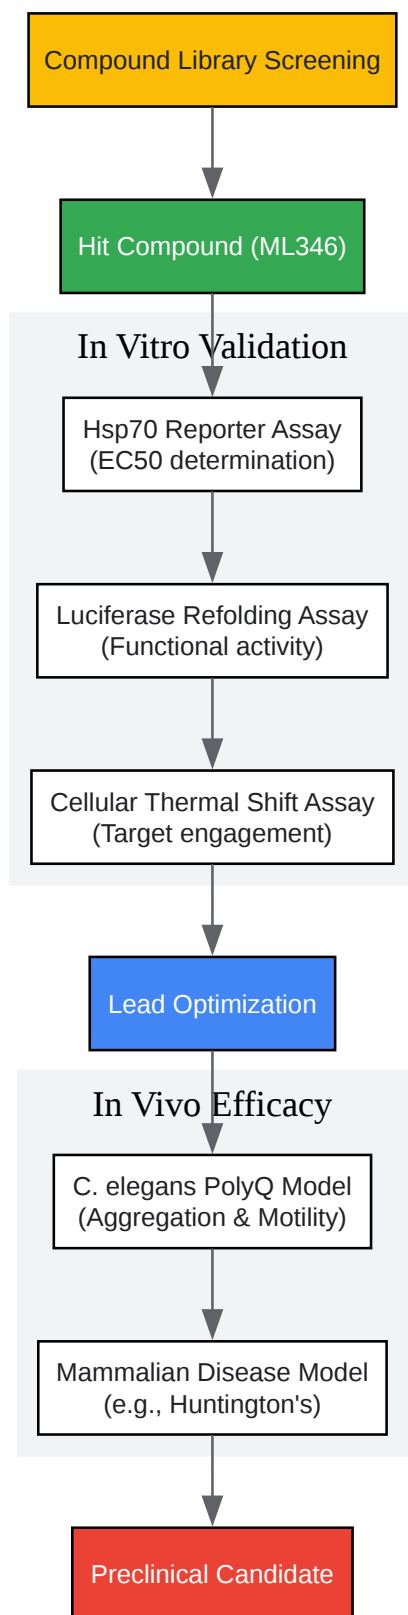 Compound Library Screening
Hit Compound (ML346)
In Vitro Validation
Hsp70 Reporter Assay
(EC50 determination)
Luciferase Refolding Assay
(Functional activity)
Cellular Thermal Shift Assay
(Target engagement)
Lead Optimization
In Vivo Efficacy
C. elegans PolyQ Model
(Aggregation & Motility)
Mammalian Disease Model
(e.g., Huntington's)
Preclinical Candidate